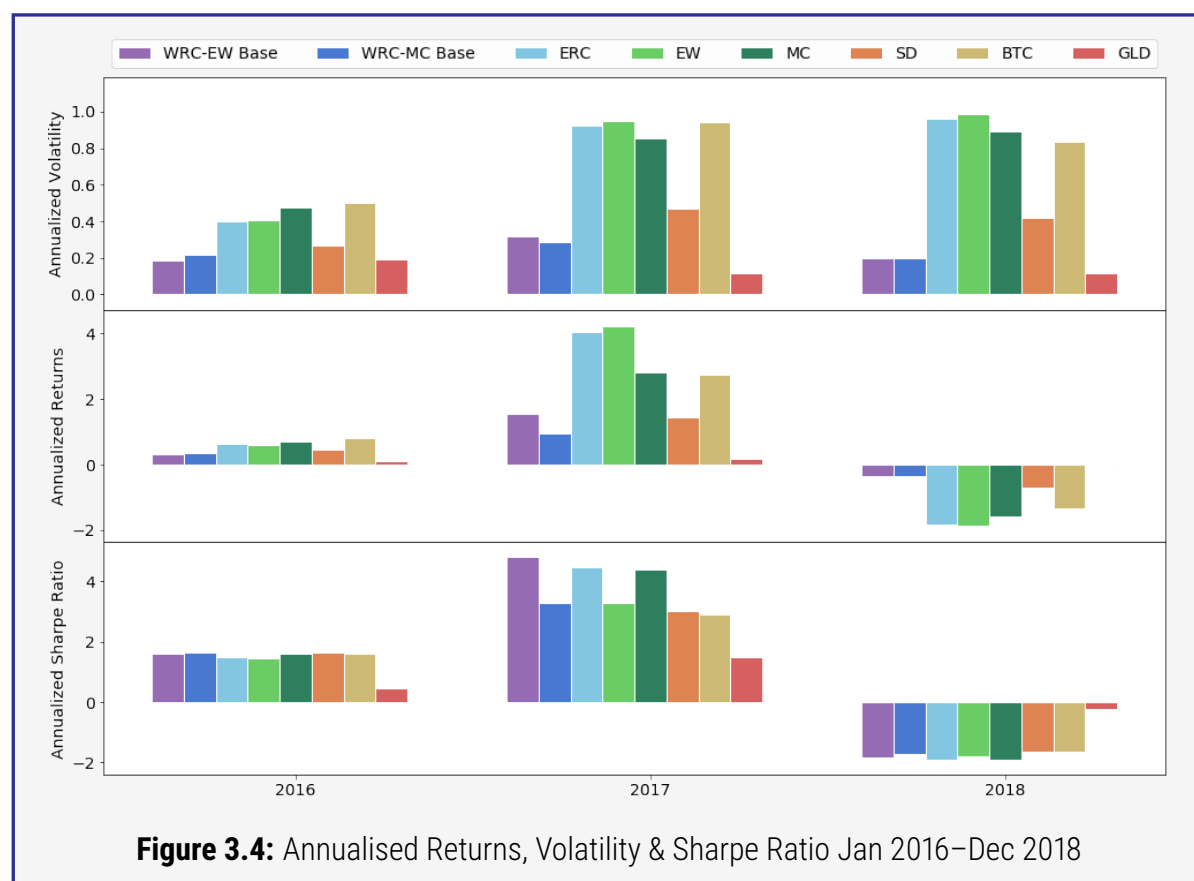 WRC-EW Base WRC-MC Base ERC EW MC SD BTC GLD
Annualized Volatility
1.0
0.8
0.6
0.4
0.2
0.0
Annualized Returns
4
2
0
−2
Annualized Sharpe Ratio
4
2
0
−2
2016 2017 2018
Figure 3.4: Annualised Returns, Volatility & Sharpe Ratio Jan 2016–Dec 2018